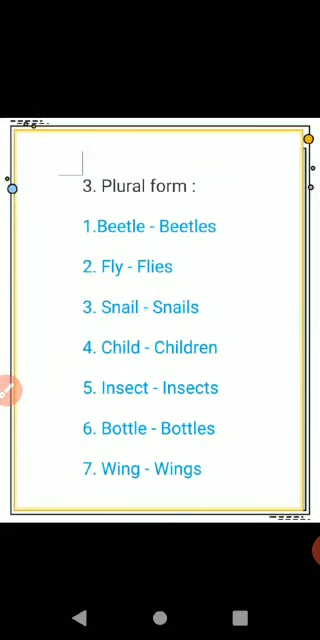 3. Plural form :
1.Beetle - Beetles
2. Fly - Flies
3. Snail - Snails
4. Child - Children
5. Insect - Insects
6. Bottle - Bottles
7. Wing - Wings